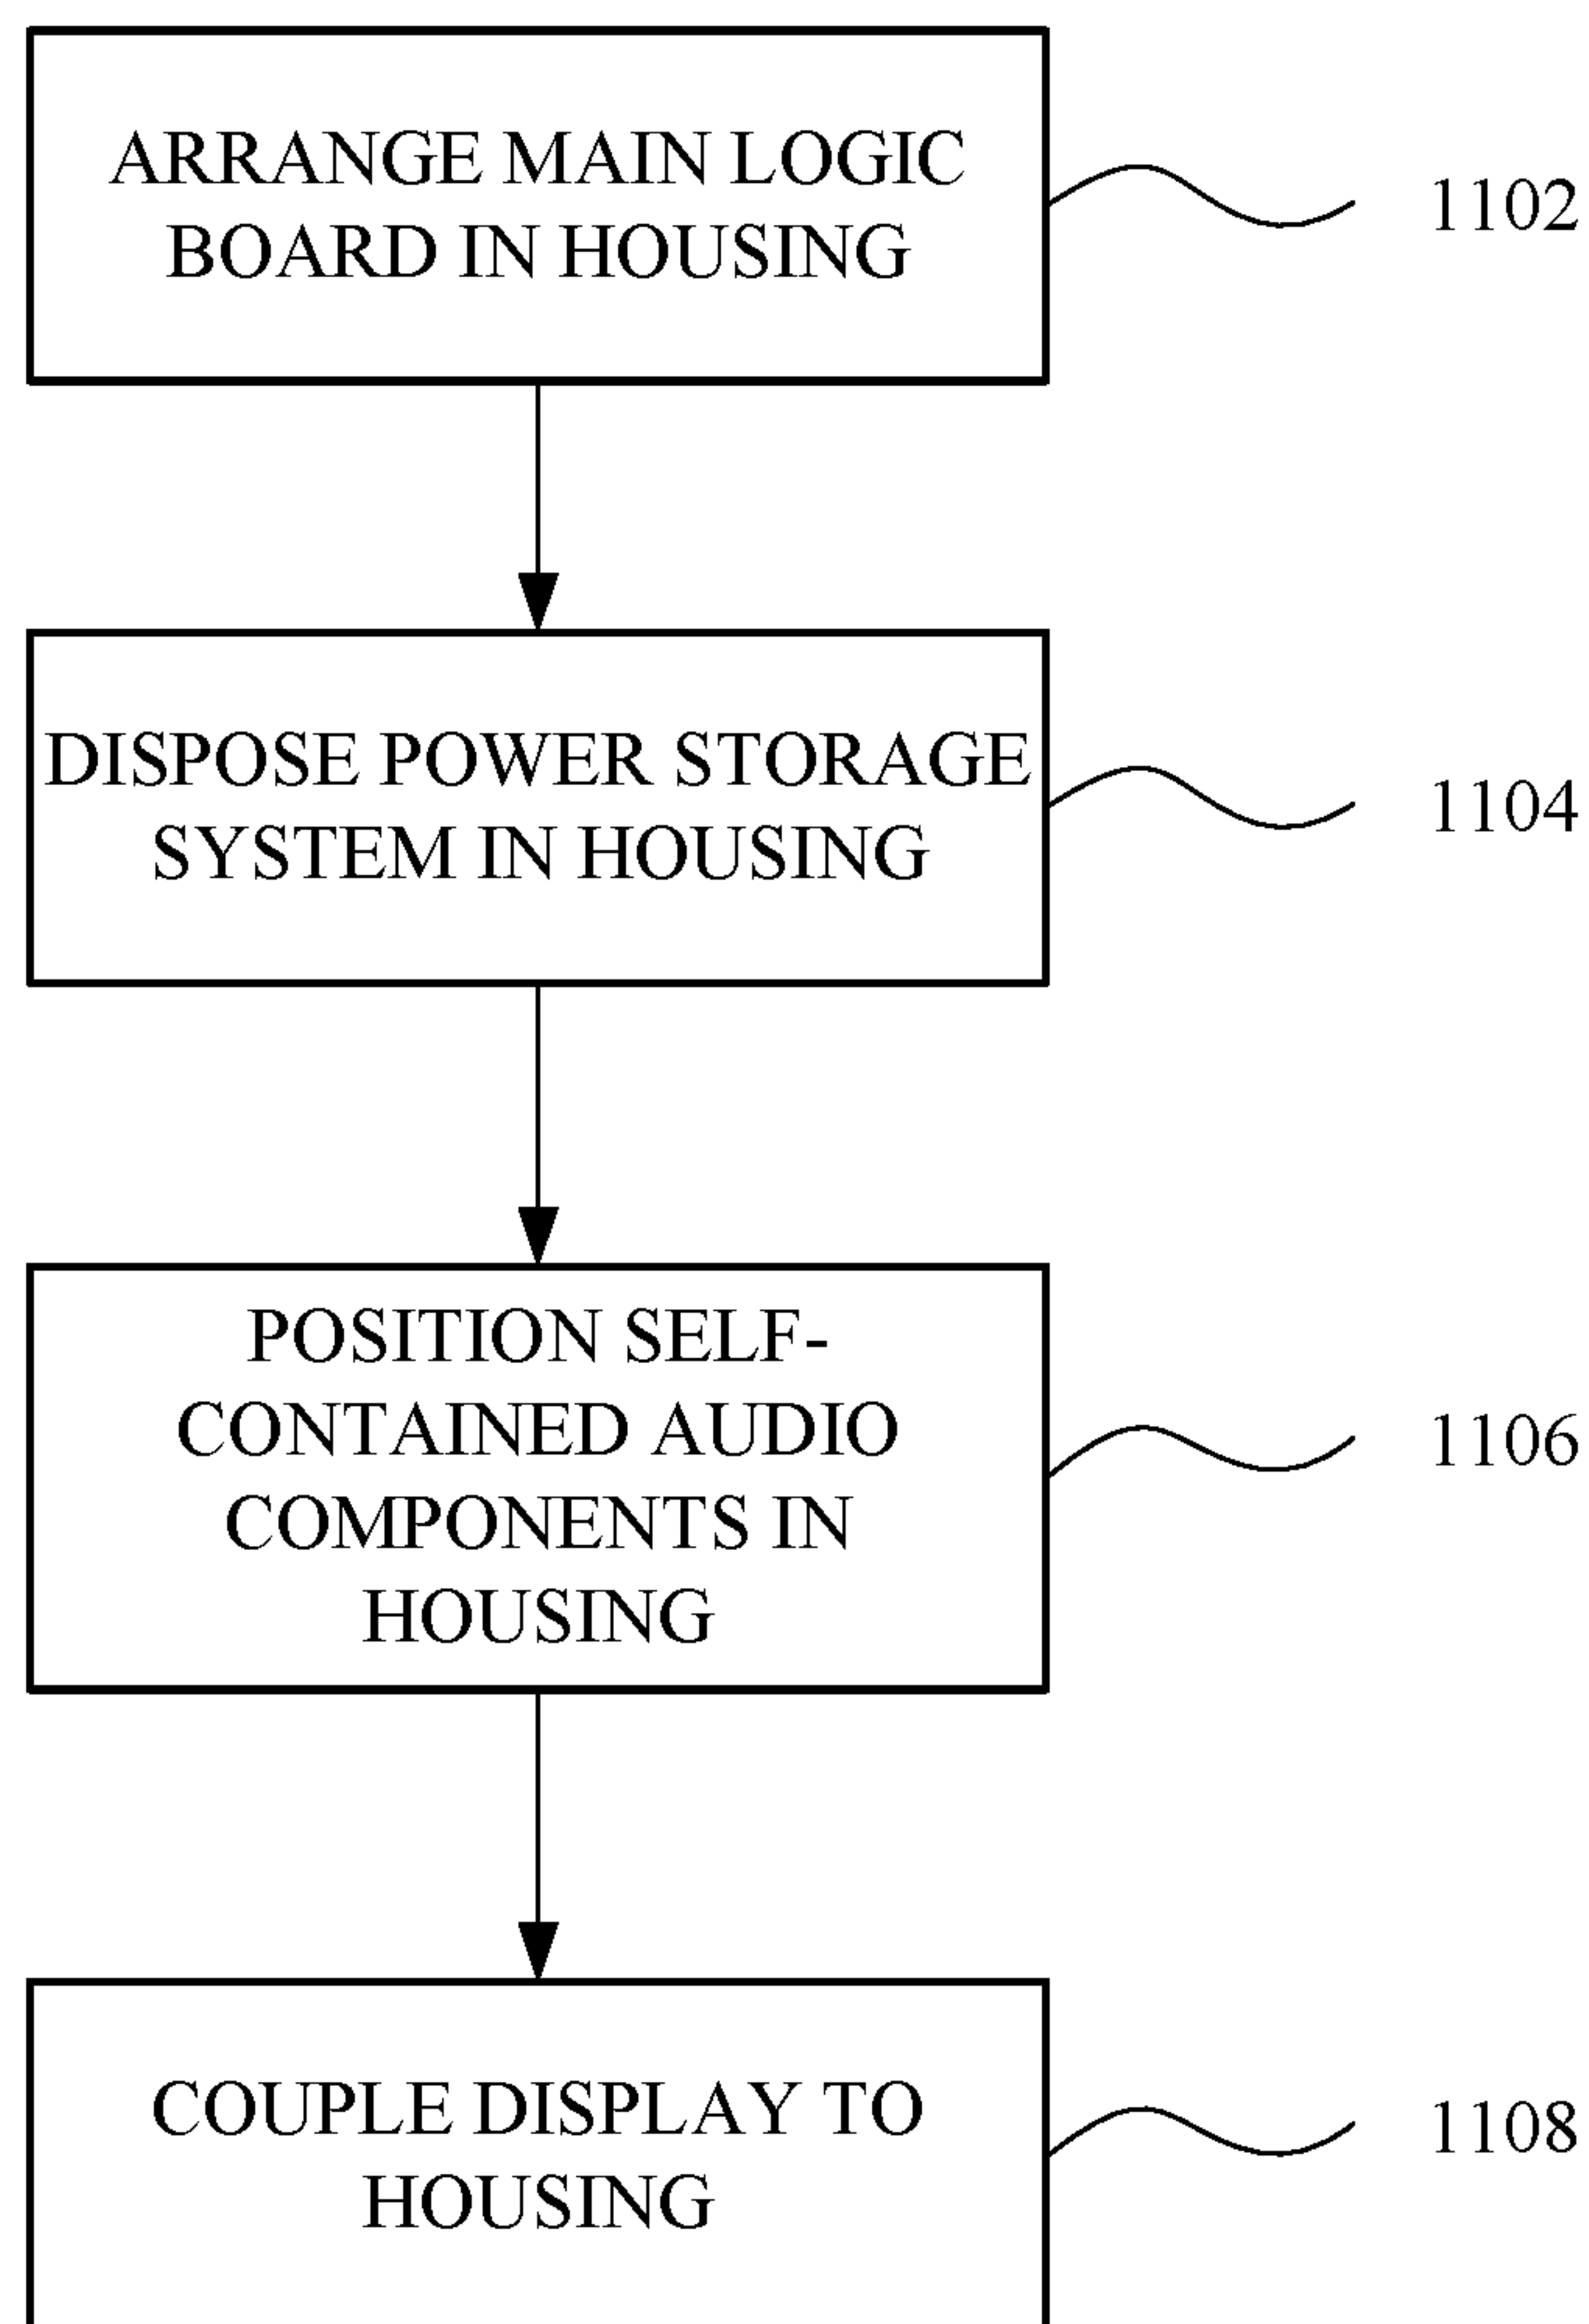 ARRANGE MAIN LOGIC
BOARD IN HOUSING
1102
DISPOSE POWER STORAGE
SYSTEM IN HOUSING
1104
POSITION SELF-
CONTAINED AUDIO
COMPONENTS IN
HOUSING
1106
COUPLE DISPLAY TO
HOUSING
1108